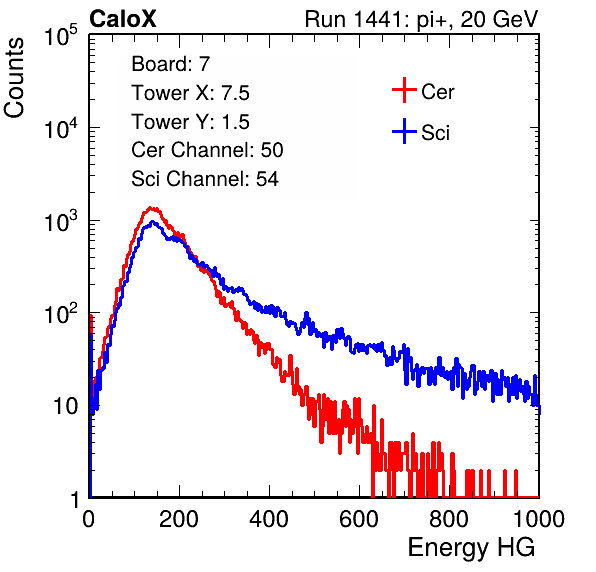 CaloX Run 1441: pi+, 20 GeV
Counts
Board: 7
Tower X: 7.5
Tower Y: 1.5
Cer Channel: 50
Sci Channel: 54
Cer
Sci
10^5
10^4
10^3
10^2
10
1
0 200 400 600 800 1000
Energy HG